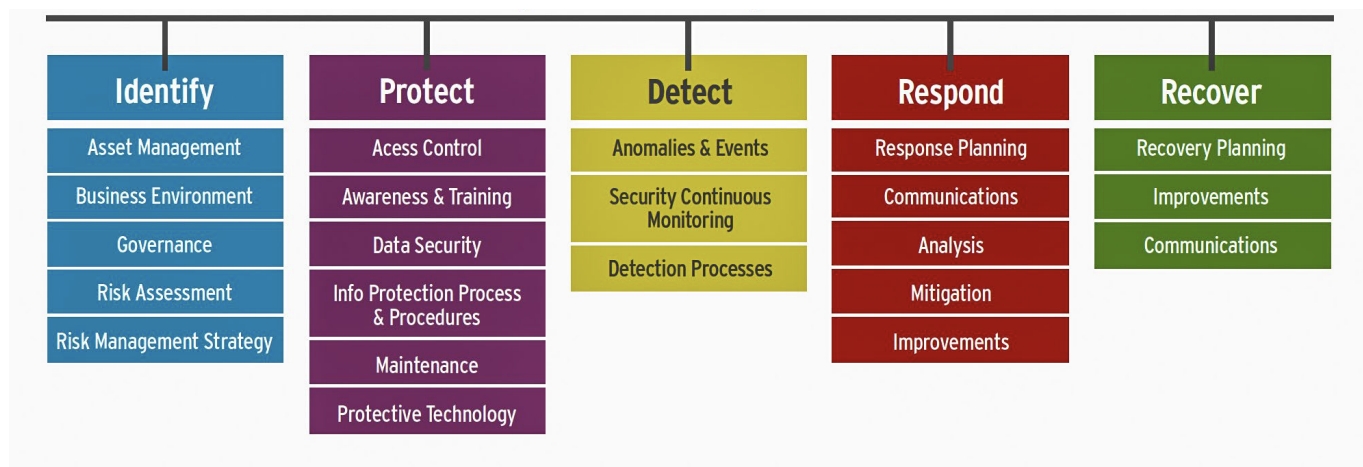 Identify
Asset Management
Business Environment
Governance
Risk Assessment
Risk Management Strategy
Protect
Acess Control
Awareness & Training
Data Security
Info Protection Process
& Procedures
Maintenance
Protective Technology
Detect
Anomalies & Events
Security Continuous
Monitoring
Detection Processes
Respond
Response Planning
Communications
Analysis
Mitigation
Improvements
Recover
Recovery Planning
Improvements
Communications